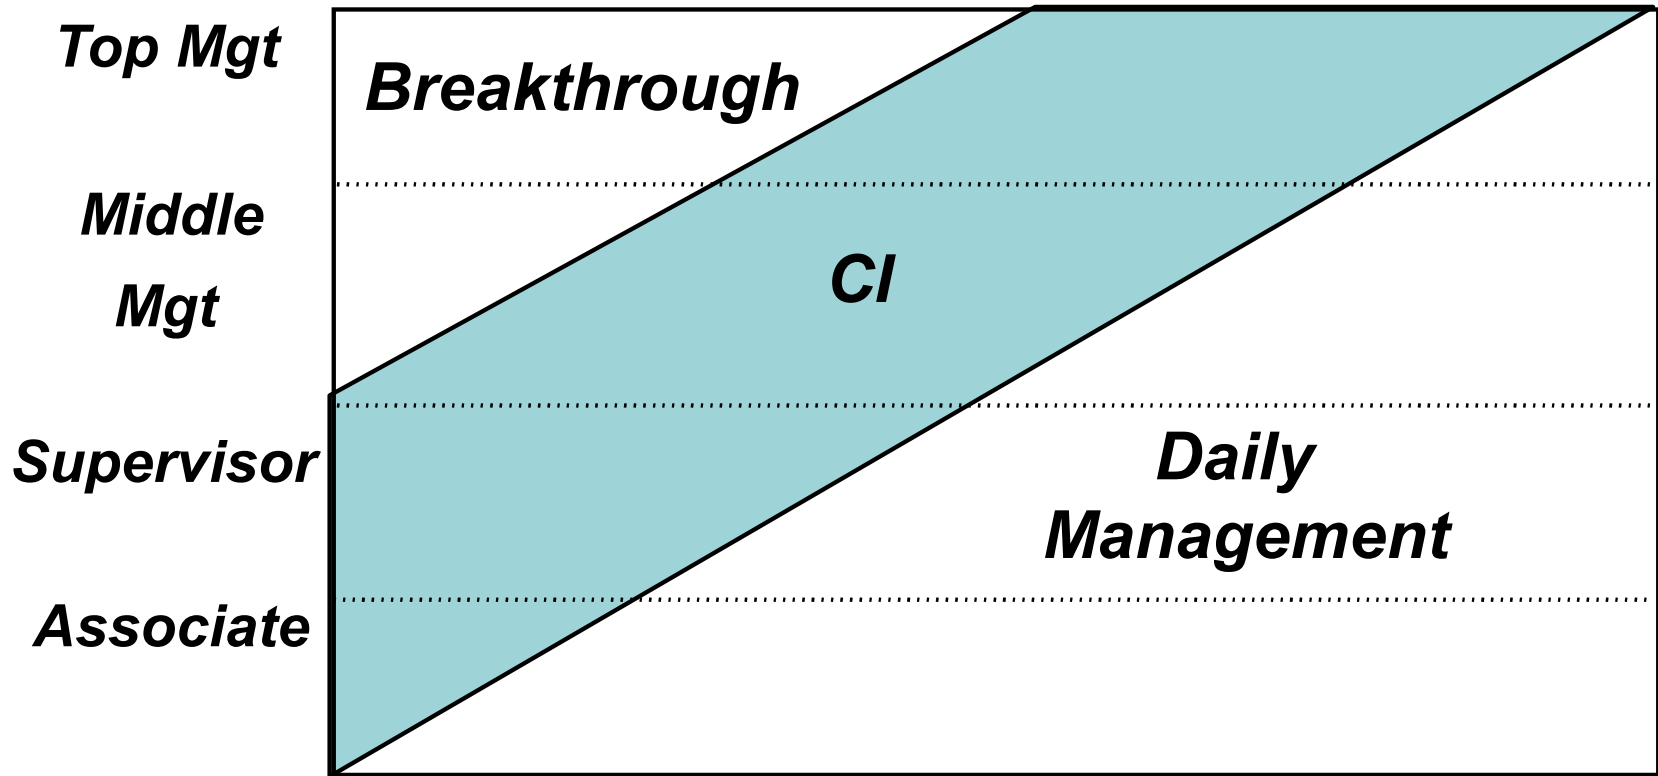 Top Mgt
Breakthrough
Middle
Mgt
CI
Supervisor
Daily
Management
Associate